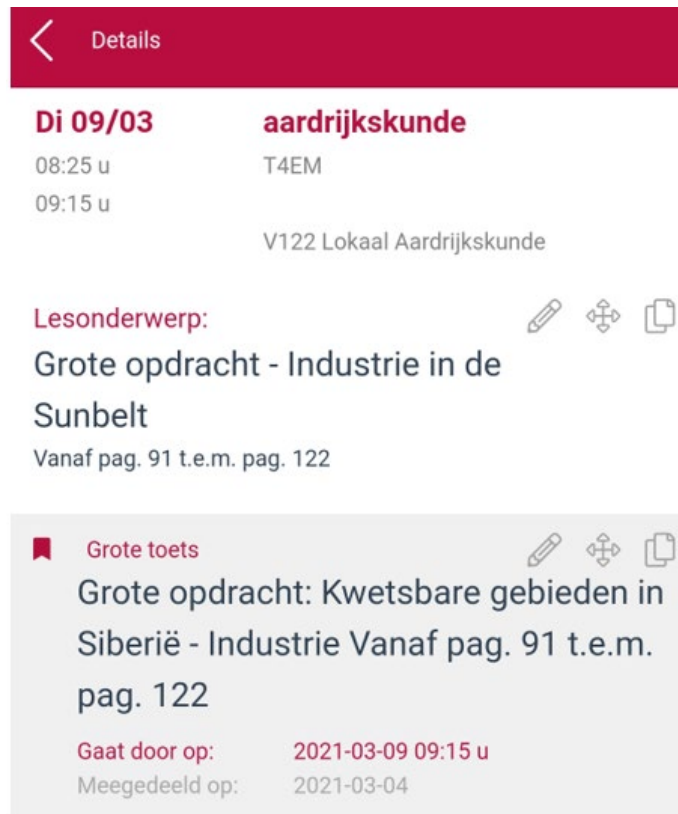 Details
Di 09/03 aardrijkskunde
08:25 u T4EM
09:15 u
V122 Lokaal Aardrijkskunde
Lesonderwerp:
Grote opdracht - Industrie in de
Sunbelt
Vanaf pag. 91 t.e.m. pag. 122
Grote toets
Grote opdracht: Kwetsbare gebieden in
Siberië - Industrie Vanaf pag. 91 t.e.m.
pag. 122
Gaat door op: 2021-03-09 09:15 u
Meegedeeld op: 2021-03-04